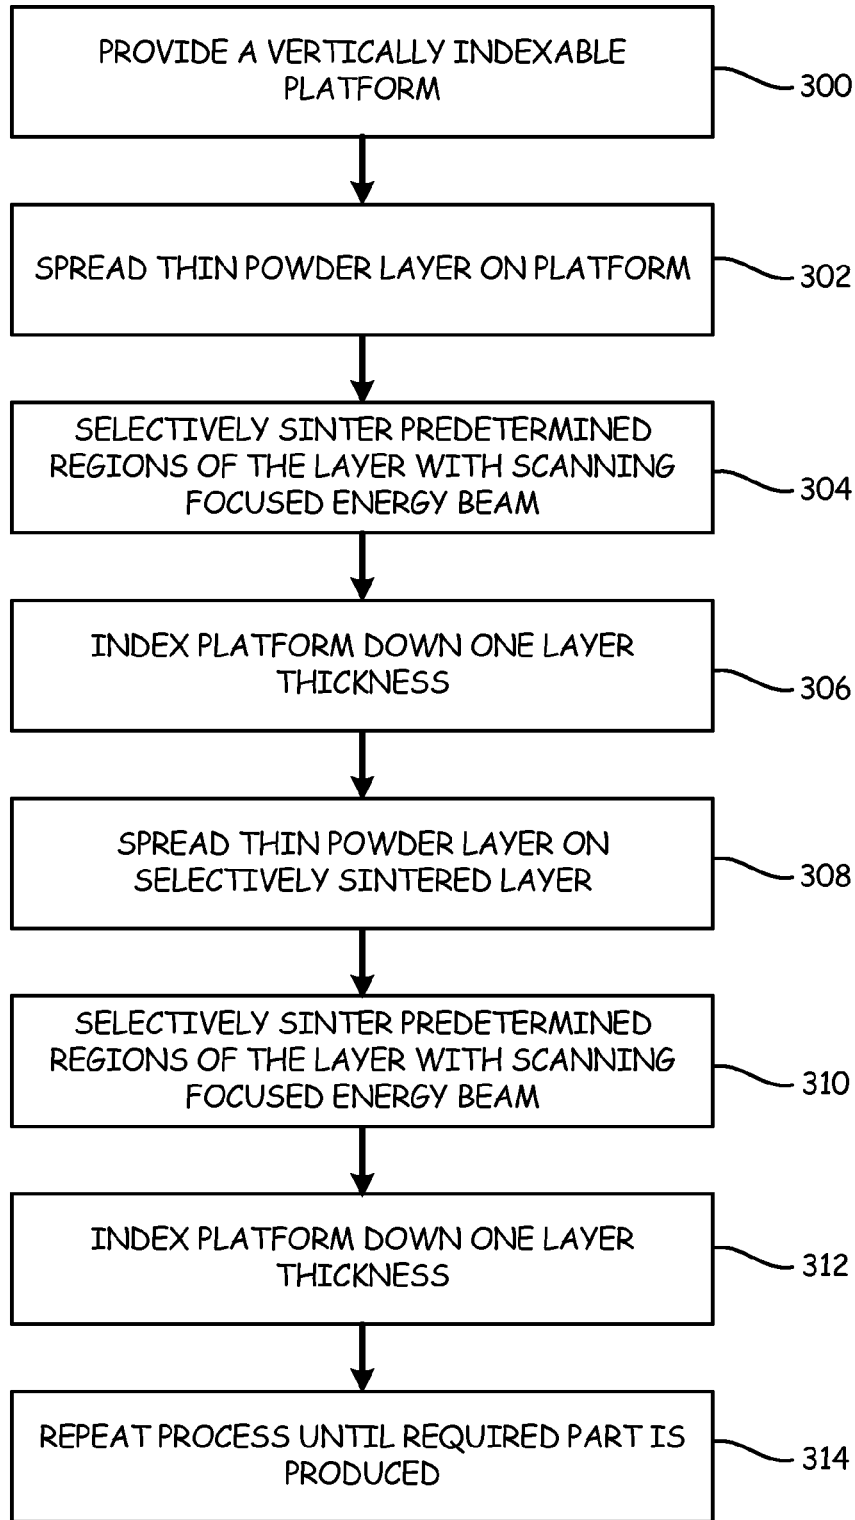 PROVIDE A VERTICALLY INDEXABLE
PLATFORM
300
SPREAD THIN POWDER LAYER ON PLATFORM
302
SELECTIVELY SINTER PREDETERMINED
REGIONS OF THE LAYER WITH SCANNING
FOCUSED ENERGY BEAM
304
INDEX PLATFORM DOWN ONE LAYER
THICKNESS
306
SPREAD THIN POWDER LAYER ON
SELECTIVELY SINTERED LAYER
308
SELECTIVELY SINTER PREDETERMINED
REGIONS OF THE LAYER WITH SCANNING
FOCUSED ENERGY BEAM
310
INDEX PLATFORM DOWN ONE LAYER
THICKNESS
312
REPEAT PROCESS UNTIL REQUIRED PART IS
PRODUCED
314